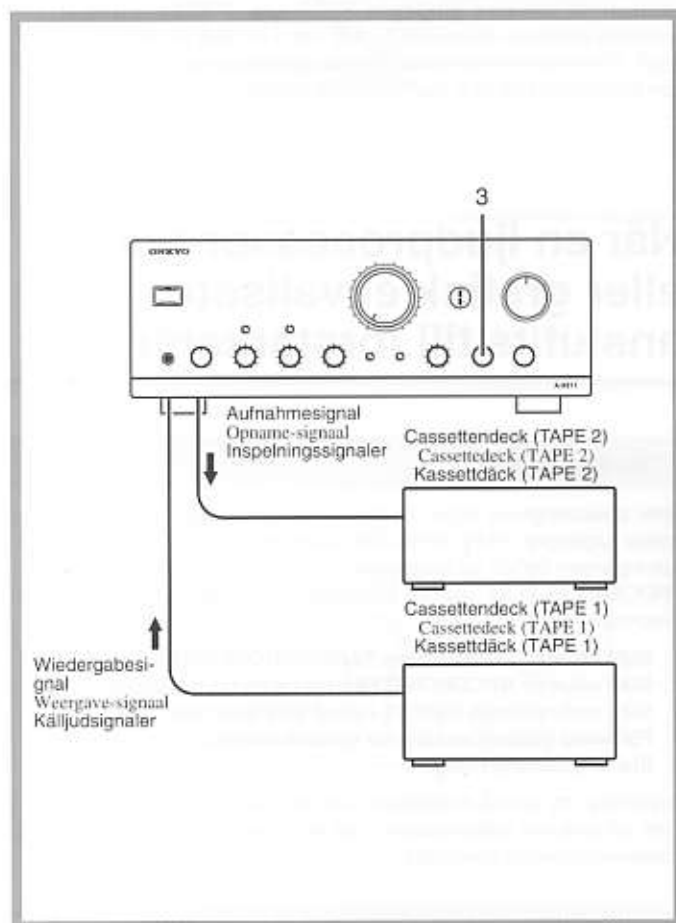 3
ONKYO
Aufnahmesignal
Opname-signaal
Inspelningssignaler
Cassettendeck (TAPE 2)
Cassettedeck (TAPE 2)
Kassettdäck (TAPE 2)
Cassettendeck (TAPE 1)
Cassettedeck (TAPE 1)
Kassettdäck (TAPE 1)
Wiedergabesi-
gnal
Weergave-signaal
Källjudsignaler